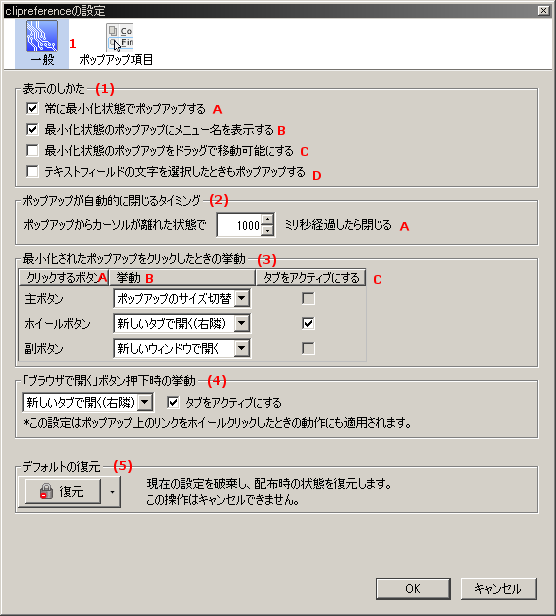 clipreferenceの設定
Co
Fin
一般
1
ポップアップ項目
表示のしかた (1)
常に最小化状態でポップアップする A
最小化状態のポップアップにメニュー名を表示する B
最小化状態のポップアップをドラッグで移動可能にする C
テキストフィールドの文字を選択したときもポップアップする D
ポップアップが自動的に閉じるタイミング (2)
ポップアップからカーソルが離れた状態で 1000 ミリ秒経過したら閉じる A
最小化されたポップアップをクリックしたときの挙動 (3)
クリックするボタン A 挙動 B タブをアクティブにする C
主ボタン ポップアップのサイズ切替
ホイールボタン 新しいタブで開く(右隣)
副ボタン 新しいウィンドウで開く
「ブラウザで開く」ボタン押下時の挙動 (4)
新しいタブで開く(右隣) タブをアクティブにする
*この設定はポップアップ上のリンクをホイールクリックしたときの動作にも適用されます。
デフォルトの復元 (5)
復元
現在の設定を破棄し、配布時の状態を復元します。
この操作はキャンセルできません。
OK キャンセル